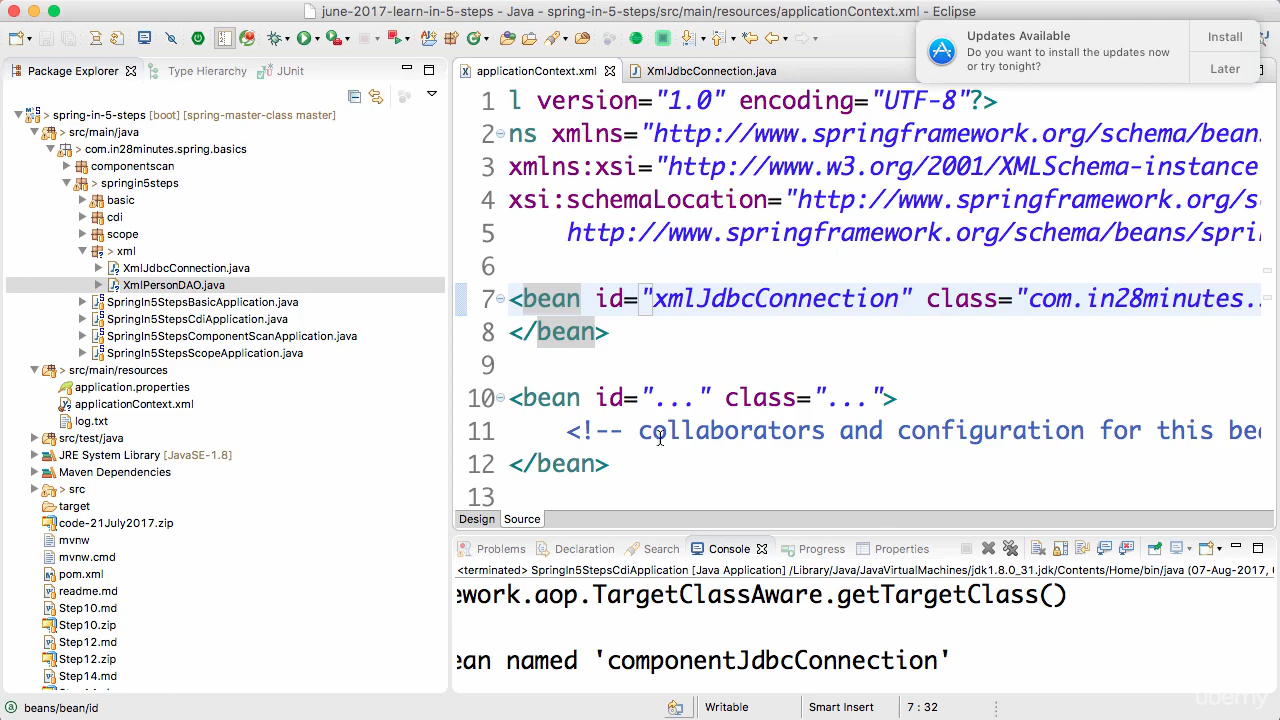 june-2017-learn-in-5-steps - Java - spring-in-5-steps/src/main/resources/applicationContext.xml - Eclipse
Updates Available
Do you want to install the updates now
or try tonight?
Install
Later
Package Explorer
Type Hierarchy
JUnit
applicationContext.xml
XmlJdbcConnection.java
spring-in-5-steps [boot] [spring-master-class master]
src/main/java
com.in28minutes.spring.basics
componentscan
springin5steps
basic
cdi
scope
xml
XmlJdbcConnection.java
XmlPersonDAO.java
SpringIn5StepsBasicApplication.java
SpringIn5StepsCdiApplication.java
SpringIn5StepsComponentScanApplication.java
SpringIn5StepsScopeApplication.java
src/main/resources
application.properties
applicationContext.xml
log.txt
src/test/java
JRE System Library [JavaSE-1.8]
Maven Dependencies
src
target
code-21July2017.zip
mvnw
mvnw.cmd
pom.xml
readme.md
Step10.md
Step10.zip
Step12.md
Step12.zip
Step14.md
1 l version="1.0" encoding="UTF-8"?>
2 ns xmlns="http://www.springframework.org/schema/bean
3 xmlns:xsi="http://www.w3.org/2001/XMLSchema-instance
4 xsi:schemaLocation="http://www.springframework.org/s
5 http://www.springframework.org/schema/beans/spri
6
7 <bean id="xmlJdbcConnection" class="com.in28minutes..
8 </bean>
9
10 <bean id="..." class="...">
11 <!-- collaborators and configuration for this be
12 </bean>
13
Design
Source
Problems
Declaration
Search
Console
Progress
Properties
<terminated> SpringIn5StepsCdiApplication [Java Application] /Library/Java/JavaVirtualMachines/jdk1.8.0_31.jdk/Contents/Home/bin/java (07-Aug-2017,
ework.aop.TargetClassAware.getTargetClass()
ean named 'componentJdbcConnection'
beans/bean/id
Writable
Smart Insert
7 : 32
udemy